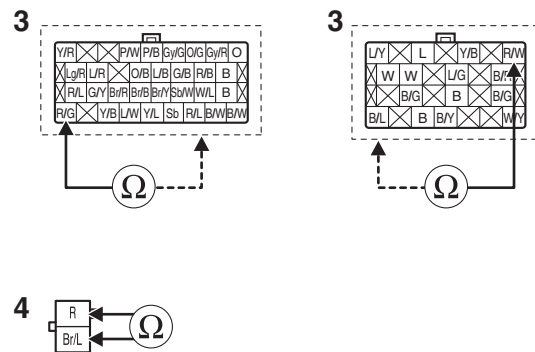 3
Y/R P/W P/B Gy/G O/G Gy/R O
Lg/R L/R O/B L/B G/B R/B B
R/L G/Y Br/R Br/B Br/Y Sb/W W/L B
R/G Y/B L/W Y/L Sb R/L B/W B/W
Ω
3
L/Y L Y/B R/W
W W L/G
B/G B B/G
B/L B B/Y W/Y
Ω
4
R
Br/L
Ω